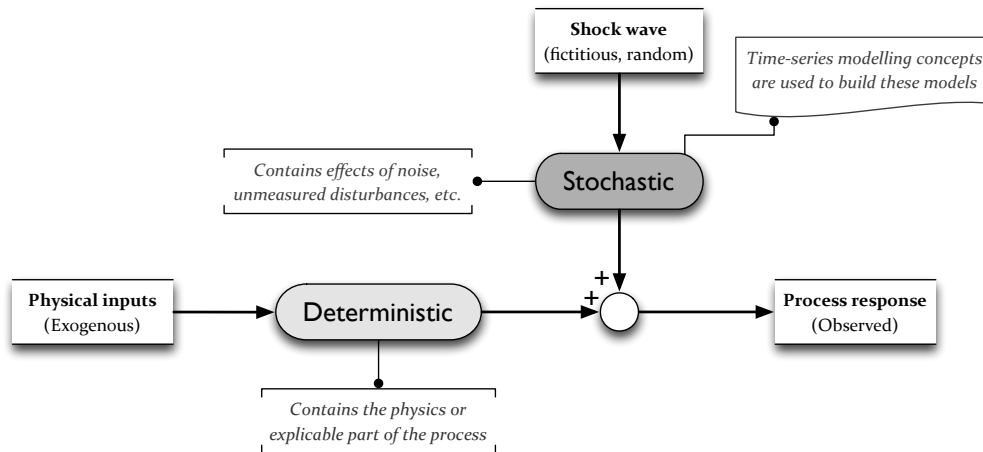 Shock wave
(fictitious, random)
Time-series modelling concepts
are used to build these models
Contains effects of noise,
unmeasured disturbances, etc.
Stochastic
+
+
Physical inputs
(Exogenous)
Deterministic
Process response
(Observed)
Contains the physics or
explicable part of the process